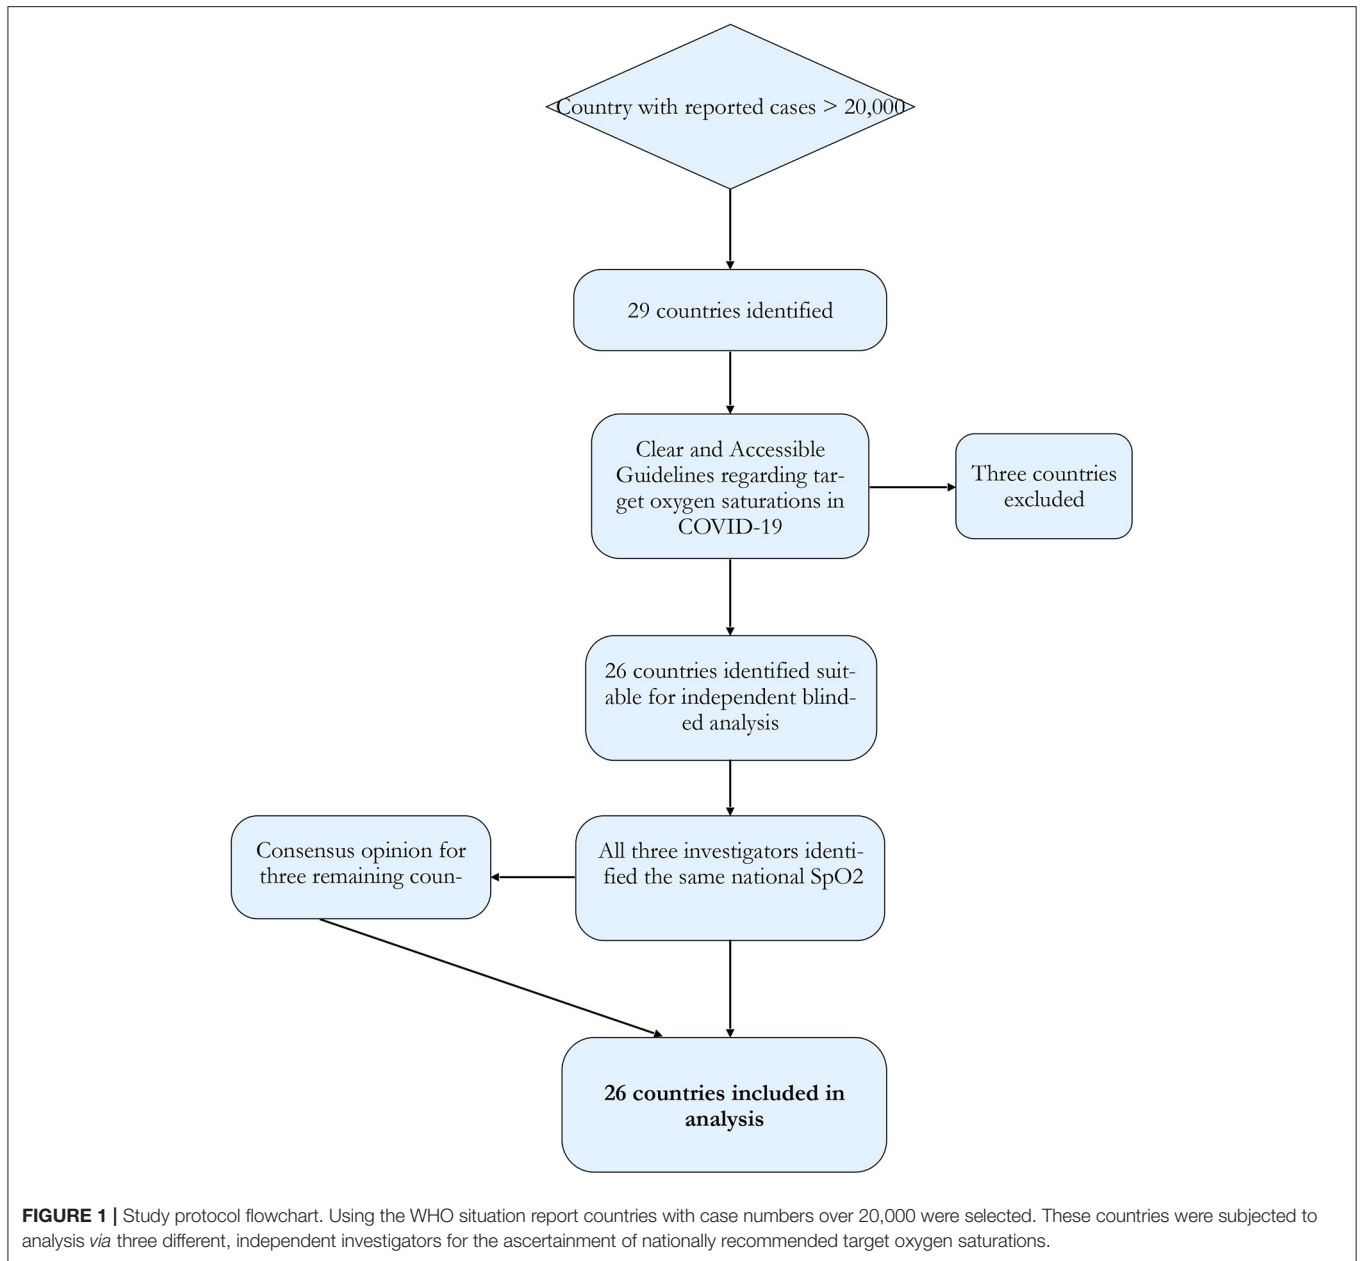 Country with reported cases > 20,000
29 countries identified
Clear and Accessible
Guidelines regarding tar-
get oxygen saturations in
COVID-19
Three countries
excluded
26 countries identified suit-
able for independent blind-
ed analysis
Consensus opinion for
three remaining coun-
All three investigators identi-
fied the same national SpO2
26 countries included in
analysis
FIGURE 1 | Study protocol flowchart. Using the WHO situation report countries with case numbers over 20,000 were selected. These countries were subjected to
analysis via three different, independent investigators for the ascertainment of nationally recommended target oxygen saturations.